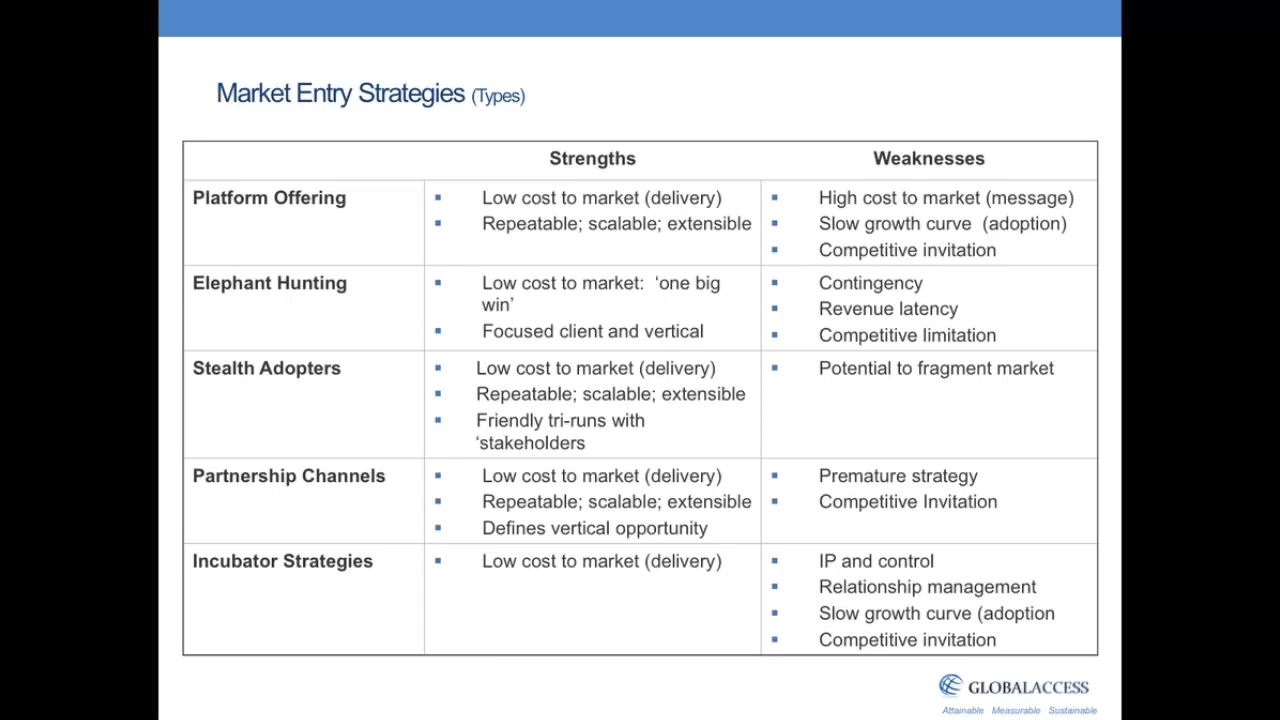 Market Entry Strategies (Types)
Strengths
Weaknesses
Platform Offering
Low cost to market (delivery)
Repeatable; scalable; extensible
High cost to market (message)
Slow growth curve  (adoption)
Competitive invitation
Elephant Hunting
Low cost to market:  ‘one big
win’
Focused client and vertical
Contingency
Revenue latency
Competitive limitation
Stealth Adopters
Low cost to market (delivery)
Repeatable; scalable; extensible
Friendly tri-runs with
‘stakeholders
Potential to fragment market
Partnership Channels
Low cost to market (delivery)
Repeatable; scalable; extensible
Defines vertical opportunity
Premature strategy
Competitive Invitation
Incubator Strategies
Low cost to market (delivery)
IP and control
Relationship management
Slow growth curve (adoption
Competitive invitation
GLOBALACCESS
Attainable  Measurable  Sustainable